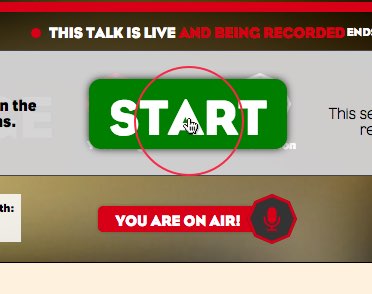 THIS TALK IS LIVE AND BEING RECORDED ENDS
n the
ns.
START
This se
re
on
th:
YOU ARE ON AIR!